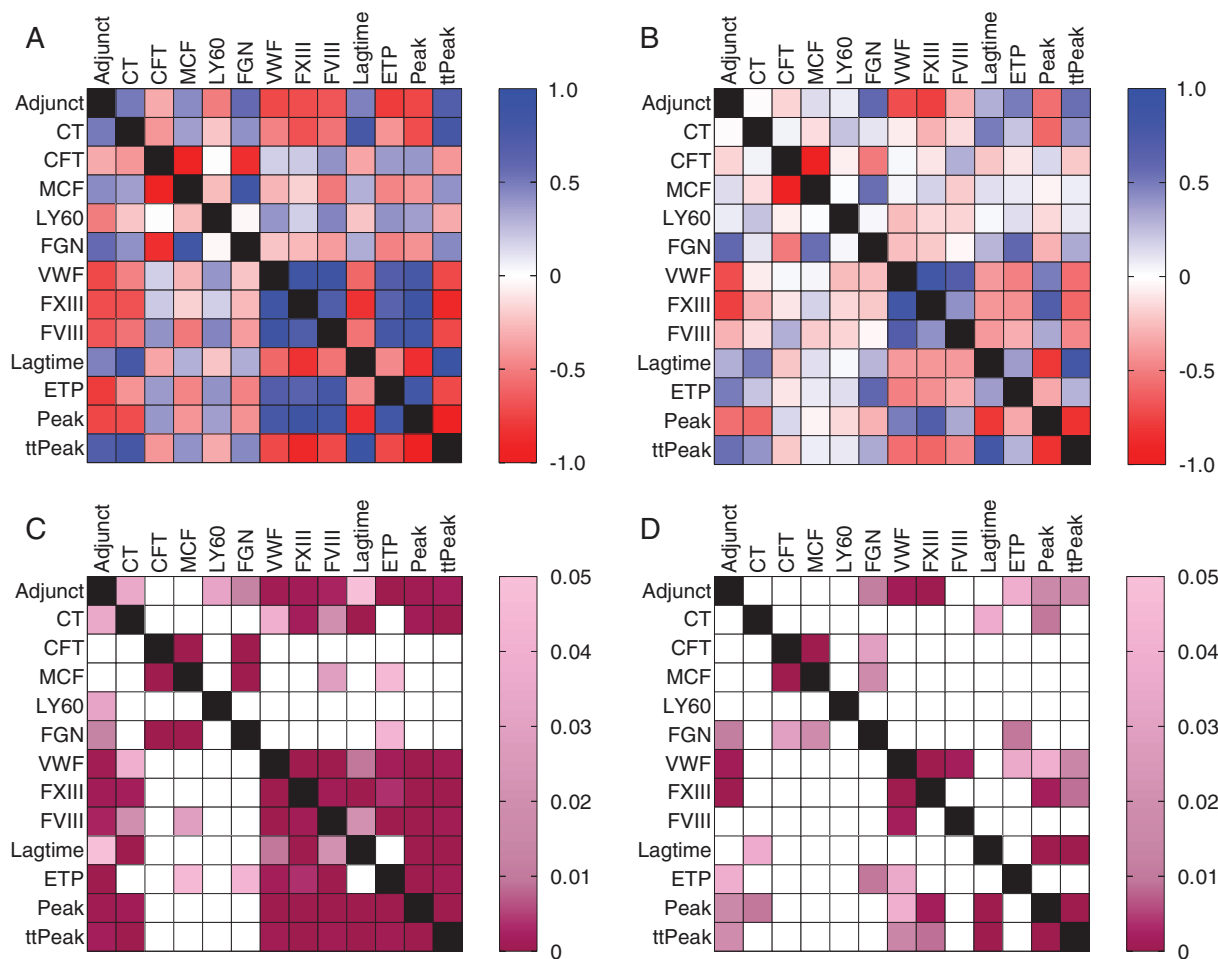 A
Adjunct CT CFT MCF LY60 FGN VWF FXIII FVIII Lagtime ETP Peak ttPeak
Adjunct
CT
CFT
MCF
LY60
FGN
VWF
FXIII
FVIII
Lagtime
ETP
Peak
ttPeak
1.0
0.5
0
-0.5
-1.0
B
Adjunct CT CFT MCF LY60 FGN VWF FXIII FVIII Lagtime ETP Peak ttPeak
Adjunct
CT
CFT
MCF
LY60
FGN
VWF
FXIII
FVIII
Lagtime
ETP
Peak
ttPeak
1.0
0.5
0
-0.5
-1.0
C
Adjunct CT CFT MCF LY60 FGN VWF FXIII FVIII Lagtime ETP Peak ttPeak
Adjunct
CT
CFT
MCF
LY60
FGN
VWF
FXIII
FVIII
Lagtime
ETP
Peak
ttPeak
0.05
0.04
0.03
0.02
0.01
0
D
Adjunct CT CFT MCF LY60 FGN VWF FXIII FVIII Lagtime ETP Peak ttPeak
Adjunct
CT
CFT
MCF
LY60
FGN
VWF
FXIII
FVIII
Lagtime
ETP
Peak
ttPeak
0.05
0.04
0.03
0.02
0.01
0